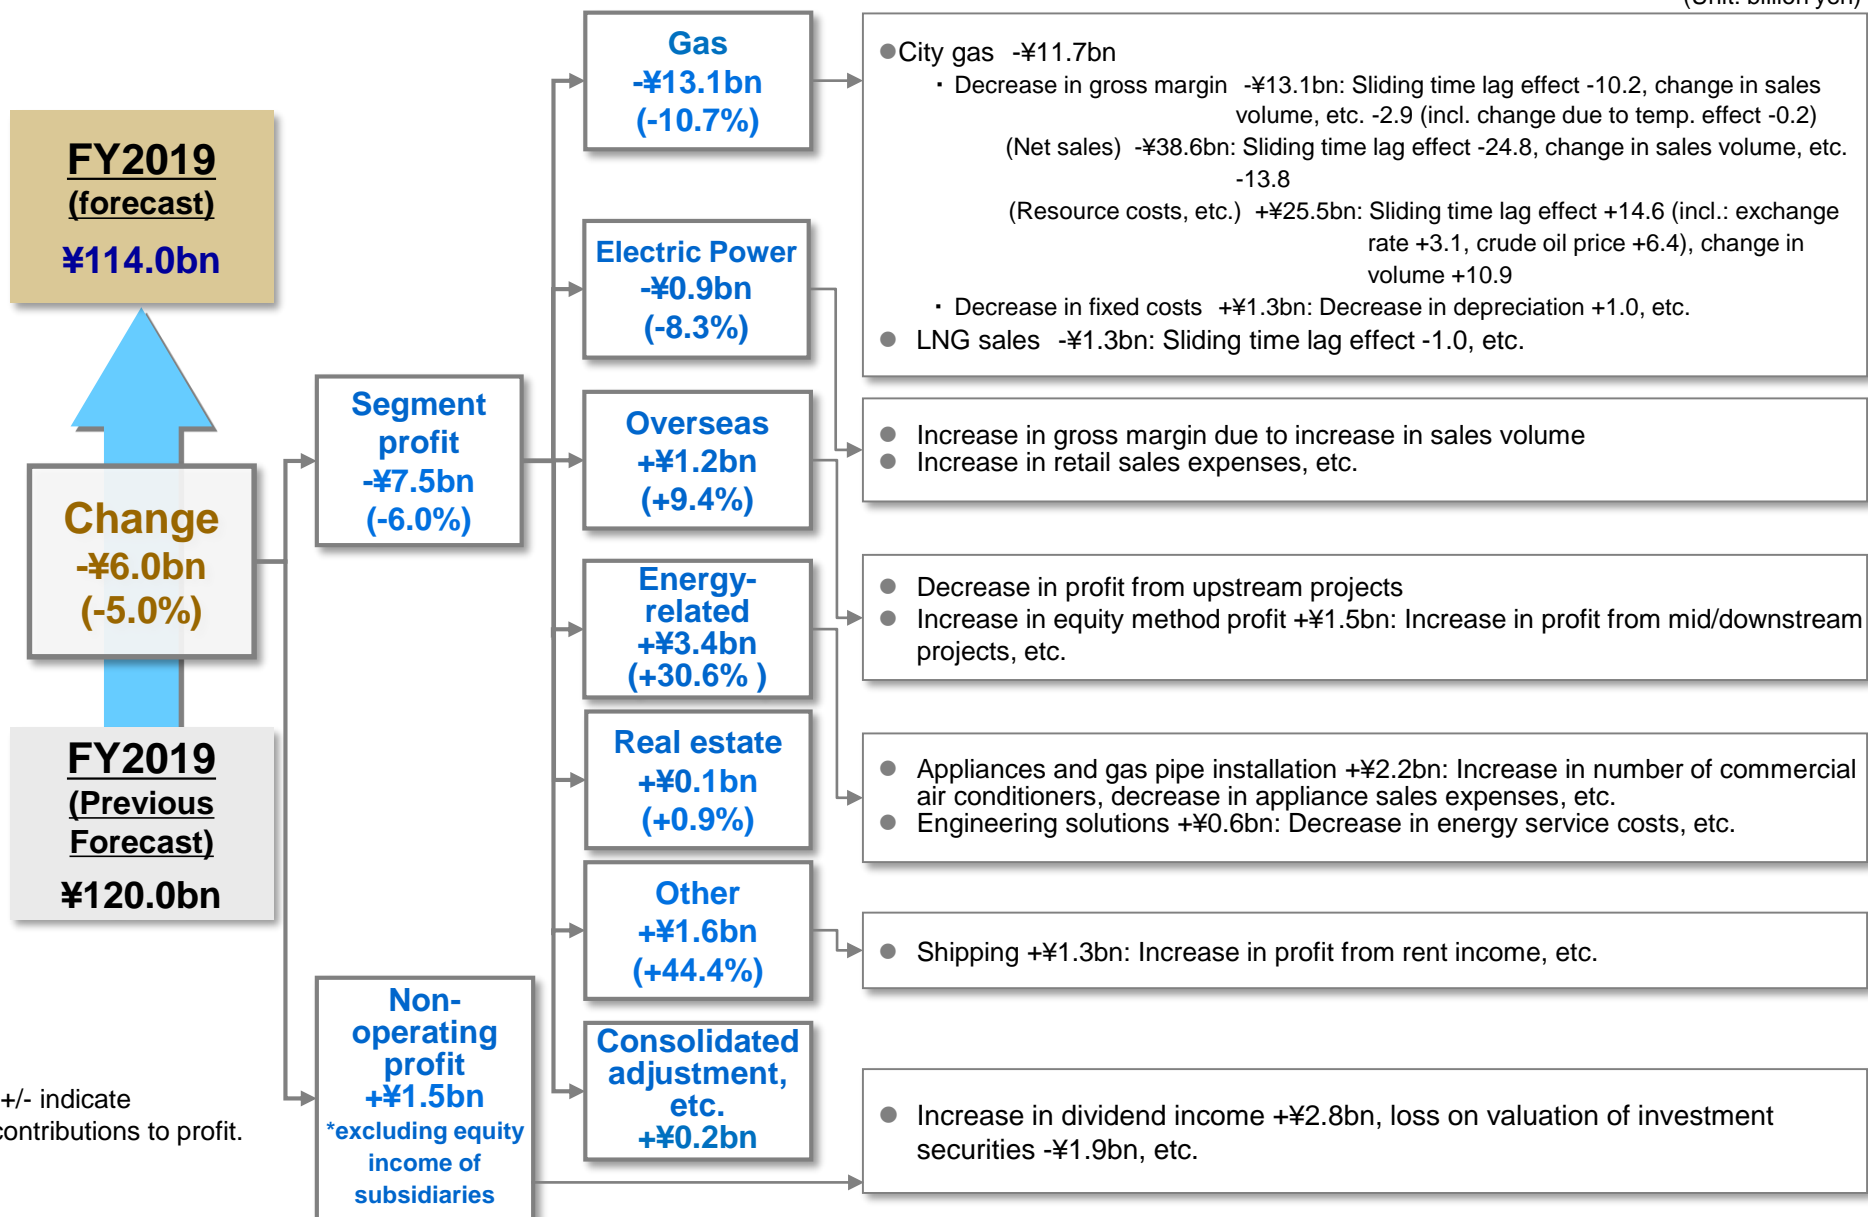 (Unit: billion yen)
FY2019
(forecast)
¥114.0bn
Change
-¥6.0bn
(-5.0%)
FY2019
(Previous
Forecast)
¥120.0bn
+/- indicate
contributions to profit.
Segment
profit
-¥7.5bn
(-6.0%)
Non-
operating
profit
+¥1.5bn
*excluding equity
income of
subsidiaries
Gas
-¥13.1bn
(-10.7%)
Electric Power
-¥0.9bn
(-8.3%)
Overseas
+¥1.2bn
(+9.4%)
Energy-
related
+¥3.4bn
(+30.6% )
Real estate
+¥0.1bn
(+0.9%)
Other
+¥1.6bn
(+44.4%)
Consolidated
adjustment,
etc.
+¥0.2bn
●City gas -¥11.7bn
・Decrease in gross margin -¥13.1bn: Sliding time lag effect -10.2, change in sales
volume, etc. -2.9 (incl. change due to temp. effect -0.2)
(Net sales) -¥38.6bn: Sliding time lag effect -24.8, change in sales volume, etc.
-13.8
(Resource costs, etc.) +¥25.5bn: Sliding time lag effect +14.6 (incl.: exchange
rate +3.1, crude oil price +6.4), change in
volume +10.9
・Decrease in fixed costs +¥1.3bn: Decrease in depreciation +1.0, etc.
● LNG sales -¥1.3bn: Sliding time lag effect -1.0, etc.
● Increase in gross margin due to increase in sales volume
● Increase in retail sales expenses, etc.
● Decrease in profit from upstream projects
● Increase in equity method profit +¥1.5bn: Increase in profit from mid/downstream
projects, etc.
● Appliances and gas pipe installation +¥2.2bn: Increase in number of commercial
air conditioners, decrease in appliance sales expenses, etc.
● Engineering solutions +¥0.6bn: Decrease in energy service costs, etc.
● Shipping +¥1.3bn: Increase in profit from rent income, etc.
● Increase in dividend income +¥2.8bn, loss on valuation of investment
securities -¥1.9bn, etc.